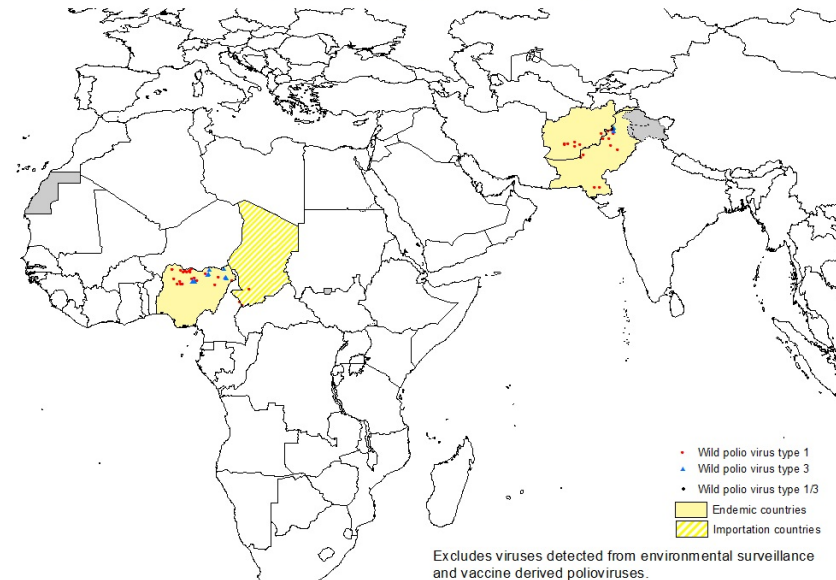 Wild polio virus type 1
Wild polio virus type 3
Wild polio virus type 1/3
Endemic countries
Importation countries
Excludes viruses detected from environmental surveillance
and vaccine derived polioviruses.